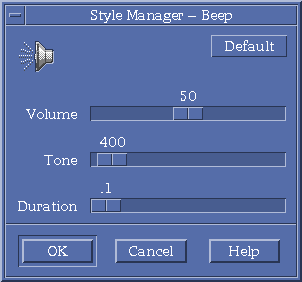 Style Manager – Beep
Default
50
Volume
400
Tone
.1
Duration
OK
Cancel
Help